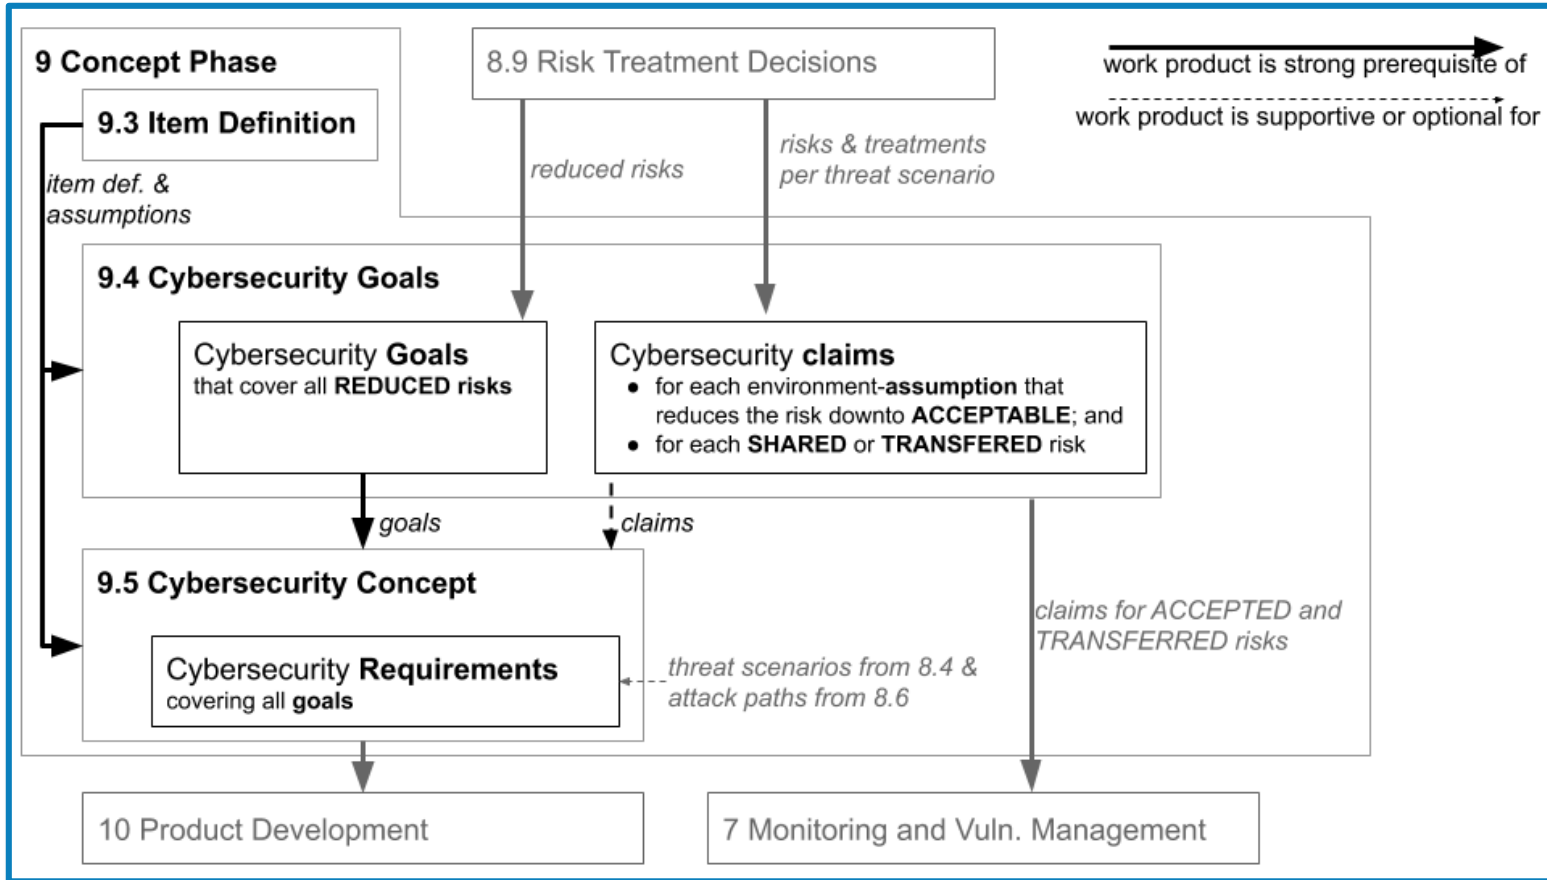 9 Concept Phase
8.9 Risk Treatment Decisions
work product is strong prerequisite of
work product is supportive or optional for
9.3 Item Definition
item def. &
assumptions
reduced risks
risks & treatments
per threat scenario
9.4 Cybersecurity Goals
Cybersecurity Goals
that cover all REDUCED risks
Cybersecurity claims
● for each environment-assumption that
reduces the risk downto ACCEPTABLE; and
● for each SHARED or TRANSFERED risk
goals
claims
9.5 Cybersecurity Concept
Cybersecurity Requirements
covering all goals
threat scenarios from 8.4 &
attack paths from 8.6
claims for ACCEPTED and
TRANSFERRED risks
10 Product Development
7 Monitoring and Vuln. Management